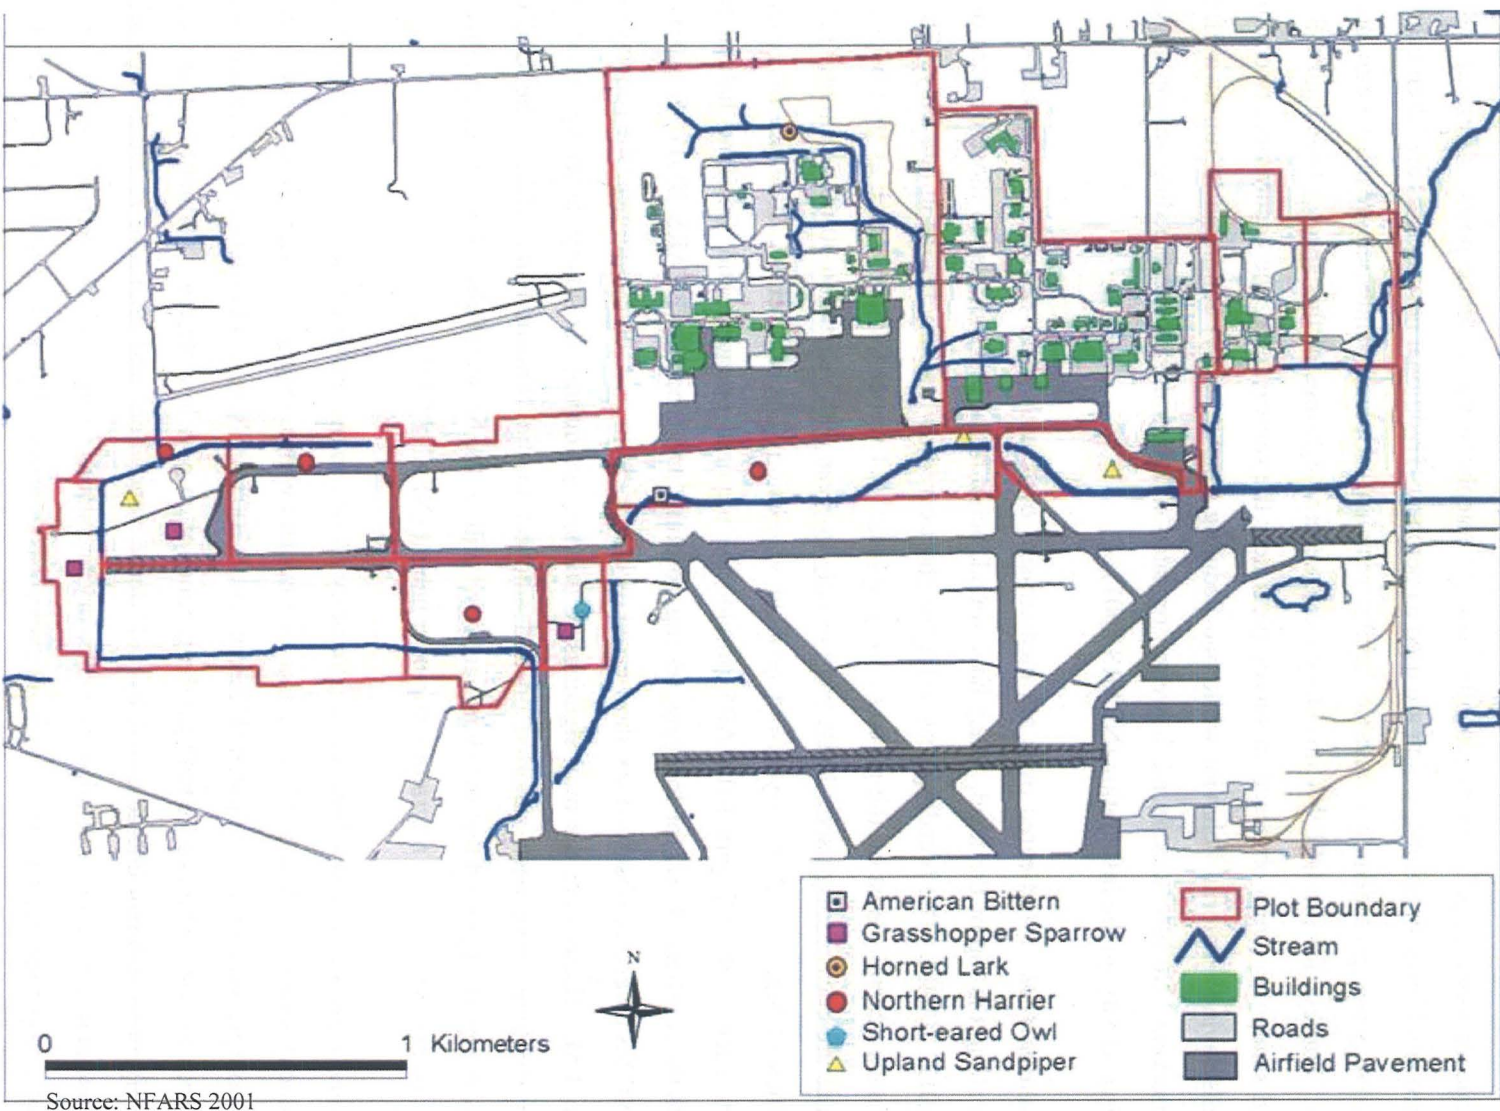 American Bittern
Grasshopper Sparrow
Horned Lark
Northern Harrier
Short-eared Owl
Upland Sandpiper
Plot Boundary
Stream
Buildings
Roads
Airfield Pavement
N
0 1 Kilometers
Source: NFARS 2001